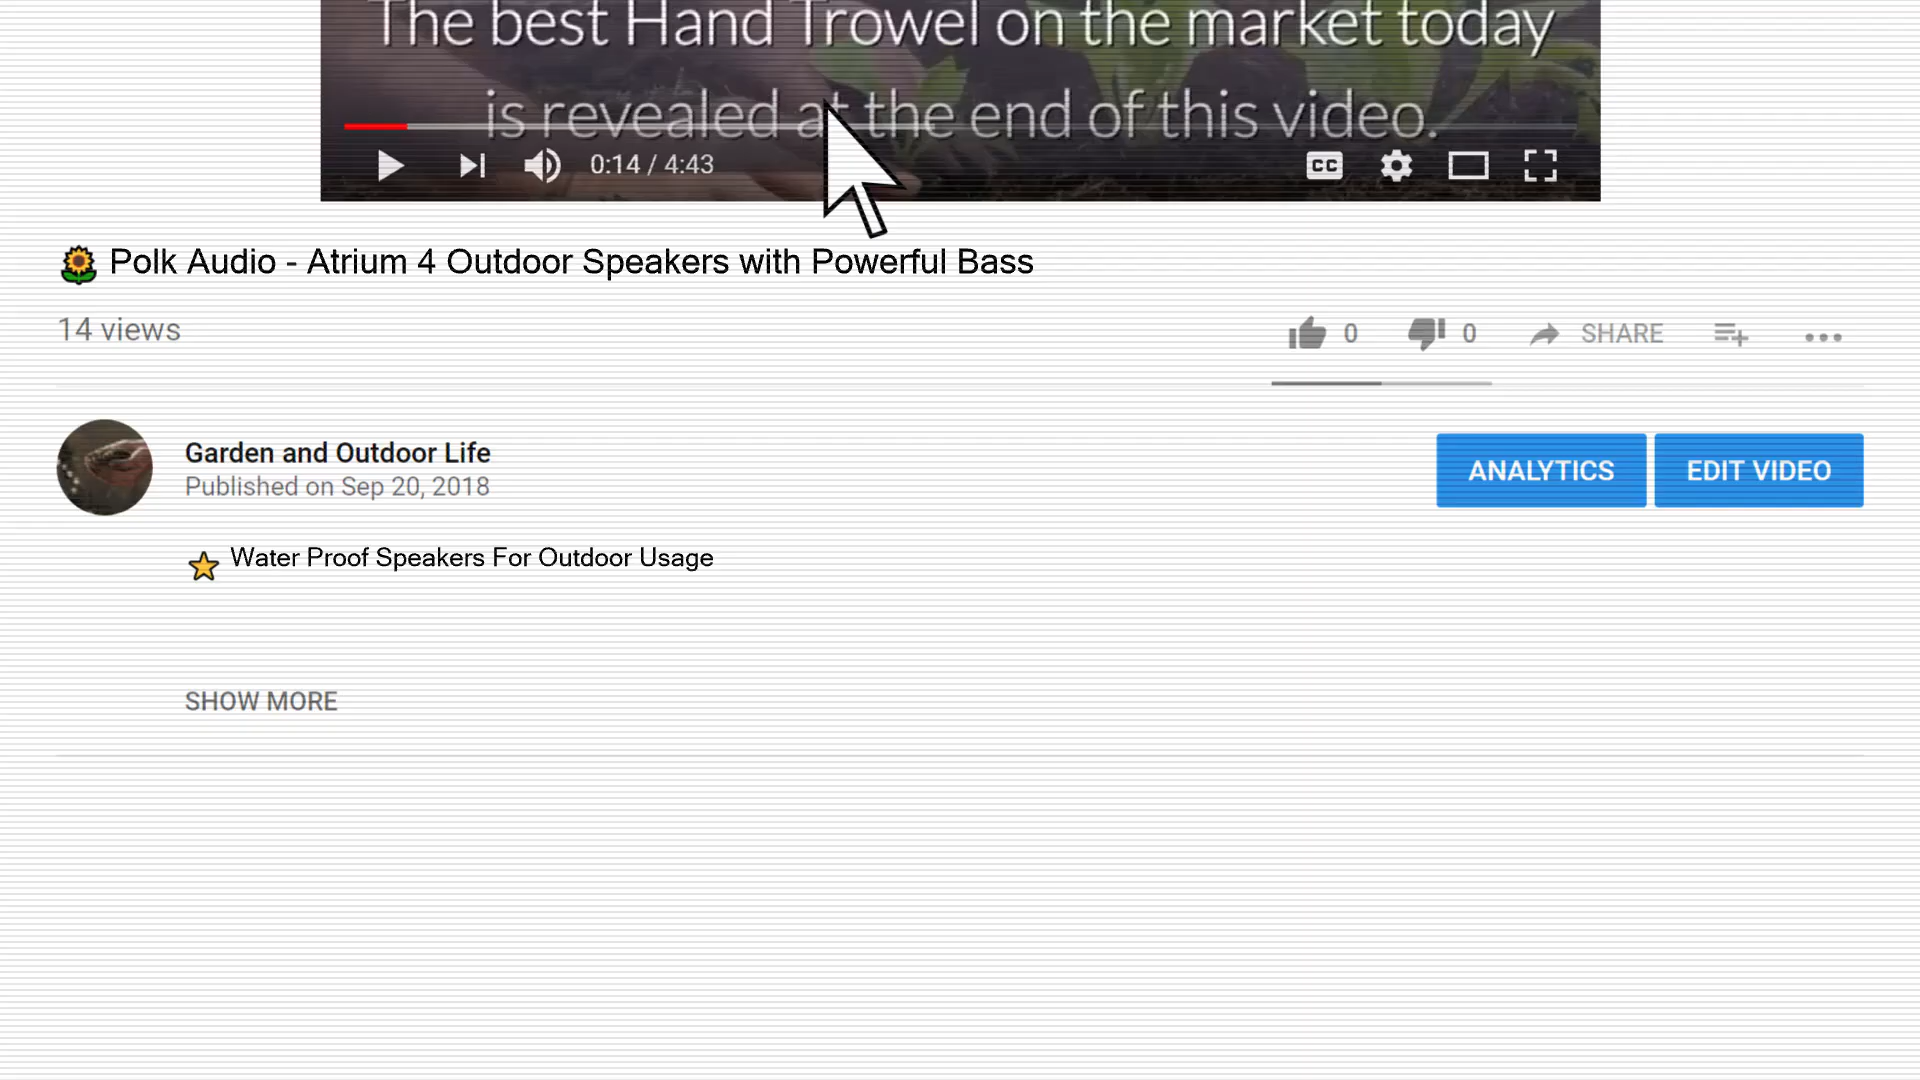 The best Hand Trowel on the market today
is revealed at the end of this video.
0:14 / 4:43
CC
Polk Audio - Atrium 4 Outdoor Speakers with Powerful Bass
14 views
0
0
SHARE
Garden and Outdoor Life
Published on Sep 20, 2018
ANALYTICS
EDIT VIDEO
Water Proof Speakers For Outdoor Usage
SHOW MORE